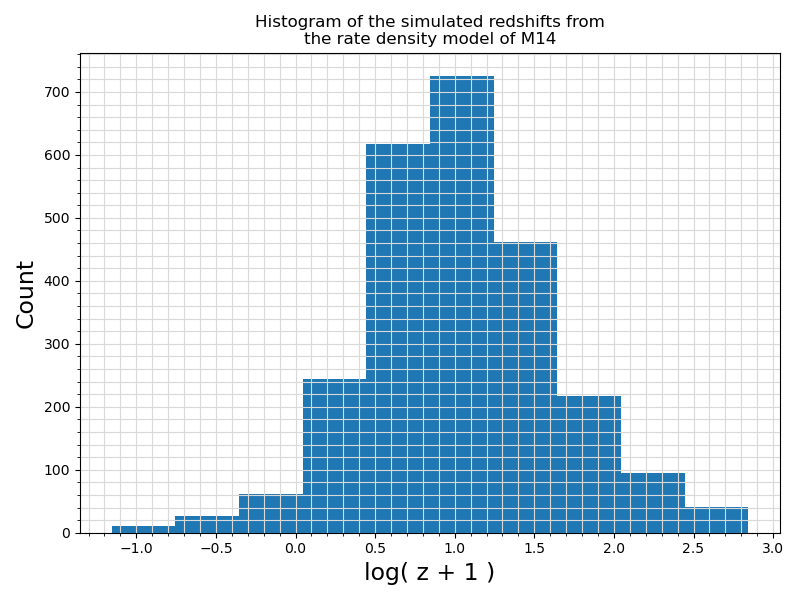 Histogram of the simulated redshifts from
the rate density model of M14
700
600
500
400
300
200
100
0
Count
−1.0 −0.5 0.0 0.5 1.0 1.5 2.0 2.5 3.0
log( z + 1 )